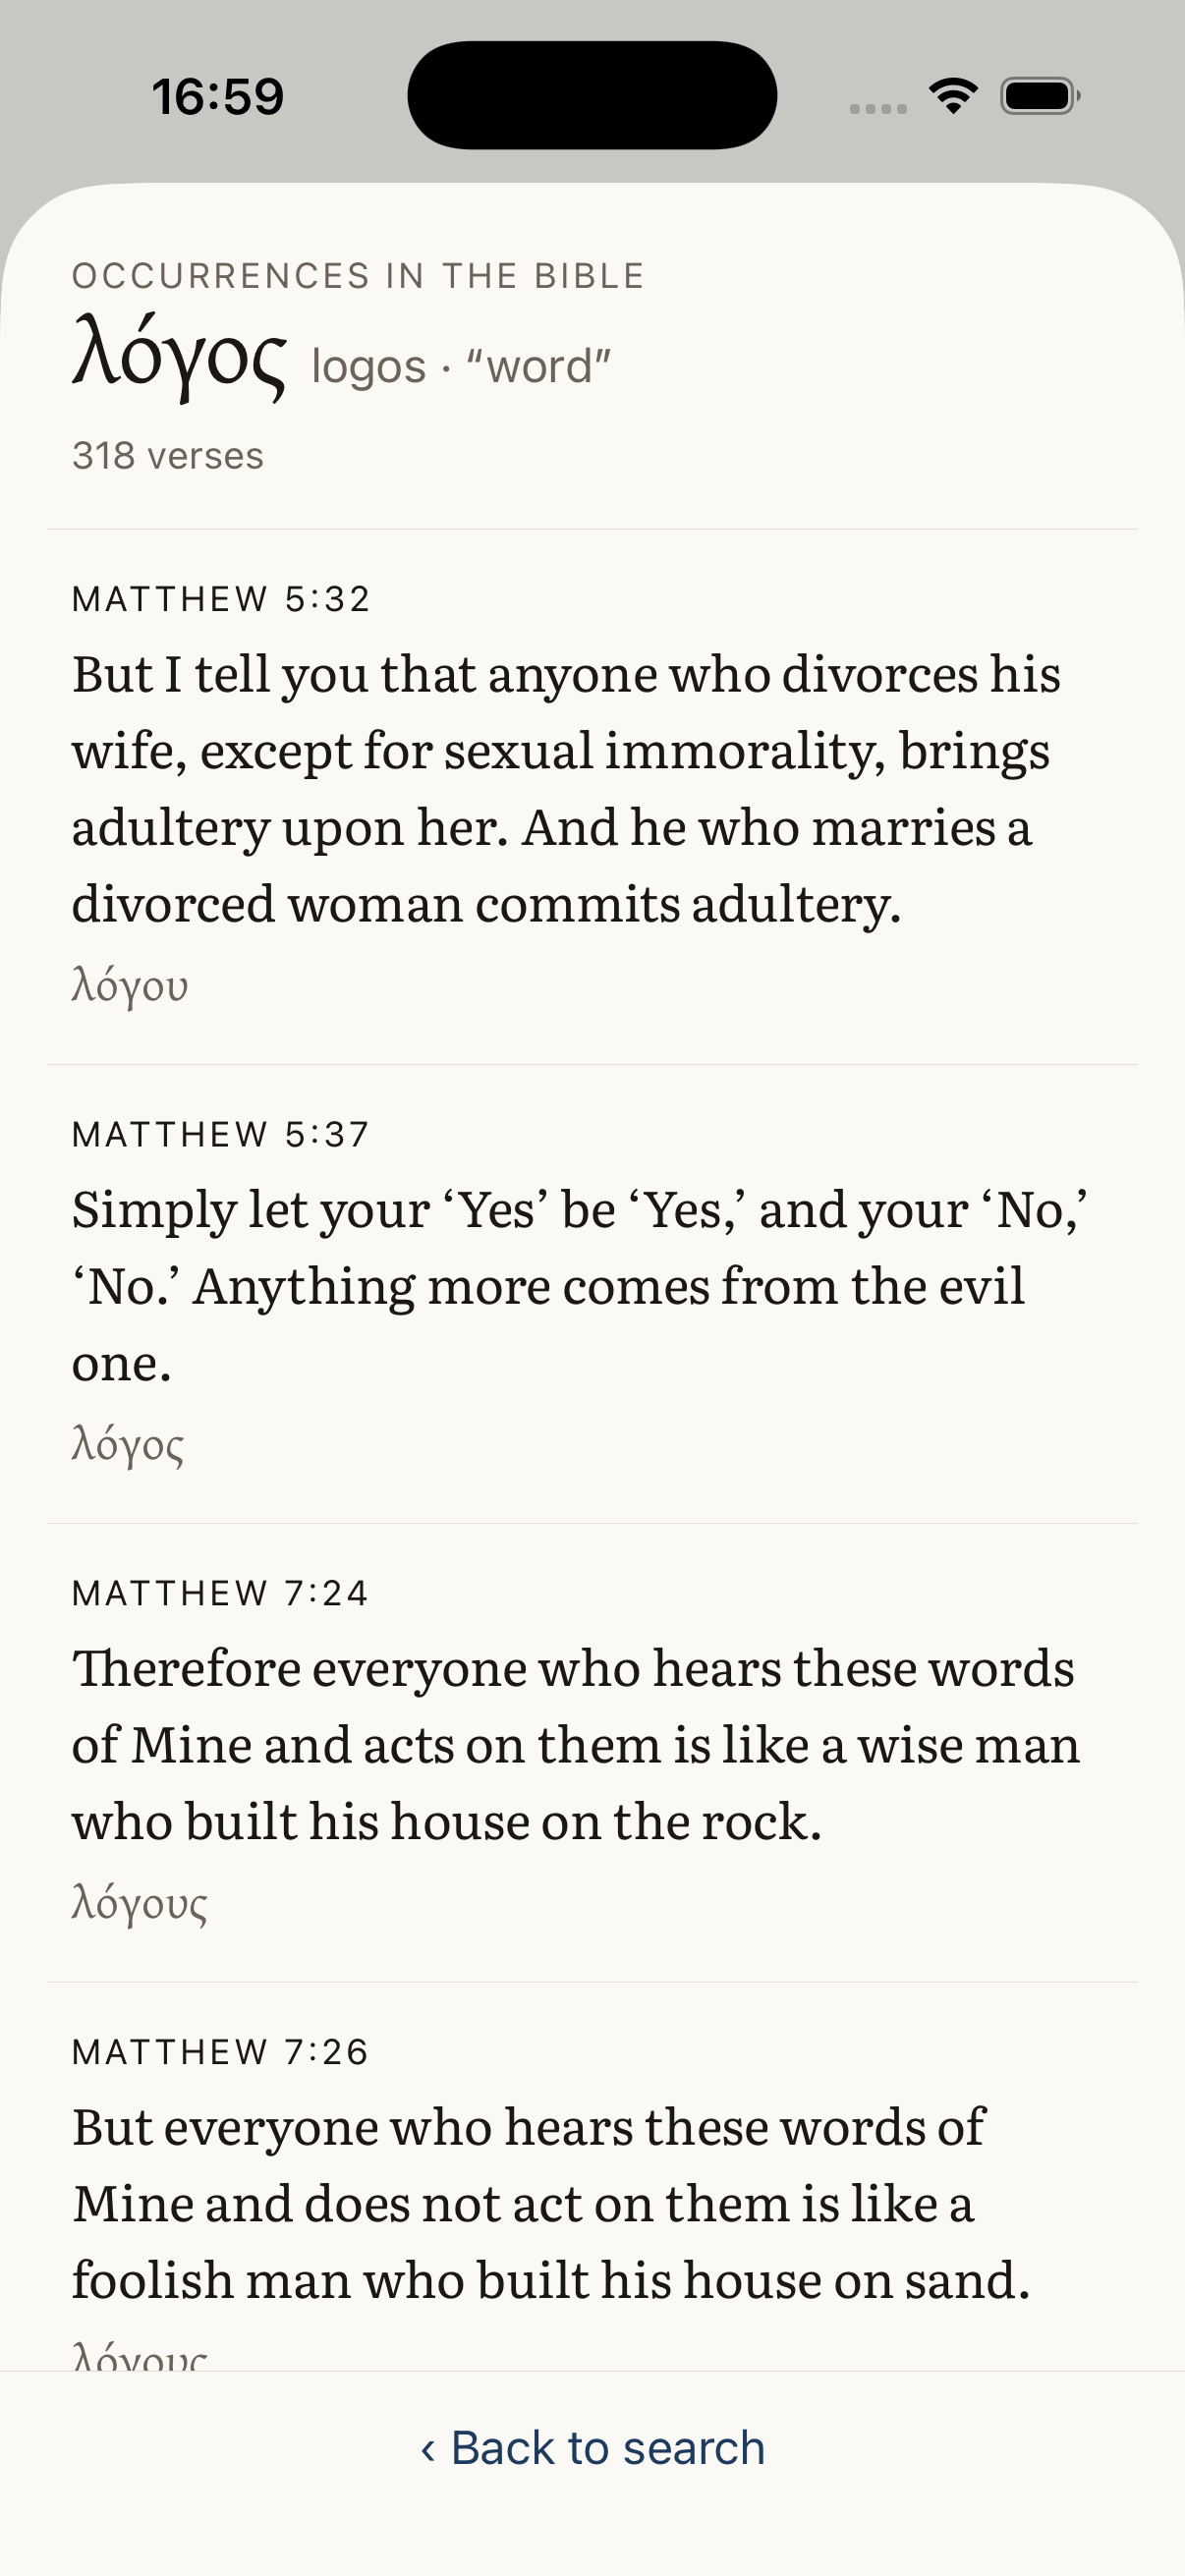 16:59
OCCURRENCES IN THE BIBLE
λόγος logos · “word”
318 verses
MATTHEW 5:32
But I tell you that anyone who divorces his
wife, except for sexual immorality, brings
adultery upon her. And he who marries a
divorced woman commits adultery.
λόγου
MATTHEW 5:37
Simply let your ‘Yes’ be ‘Yes,’ and your ‘No,’
‘No.’ Anything more comes from the evil
one.
λόγος
MATTHEW 7:24
Therefore everyone who hears these words
of Mine and acts on them is like a wise man
who built his house on the rock.
λόγους
MATTHEW 7:26
But everyone who hears these words of
Mine and does not act on them is like a
foolish man who built his house on sand.
λόγους
‹ Back to search